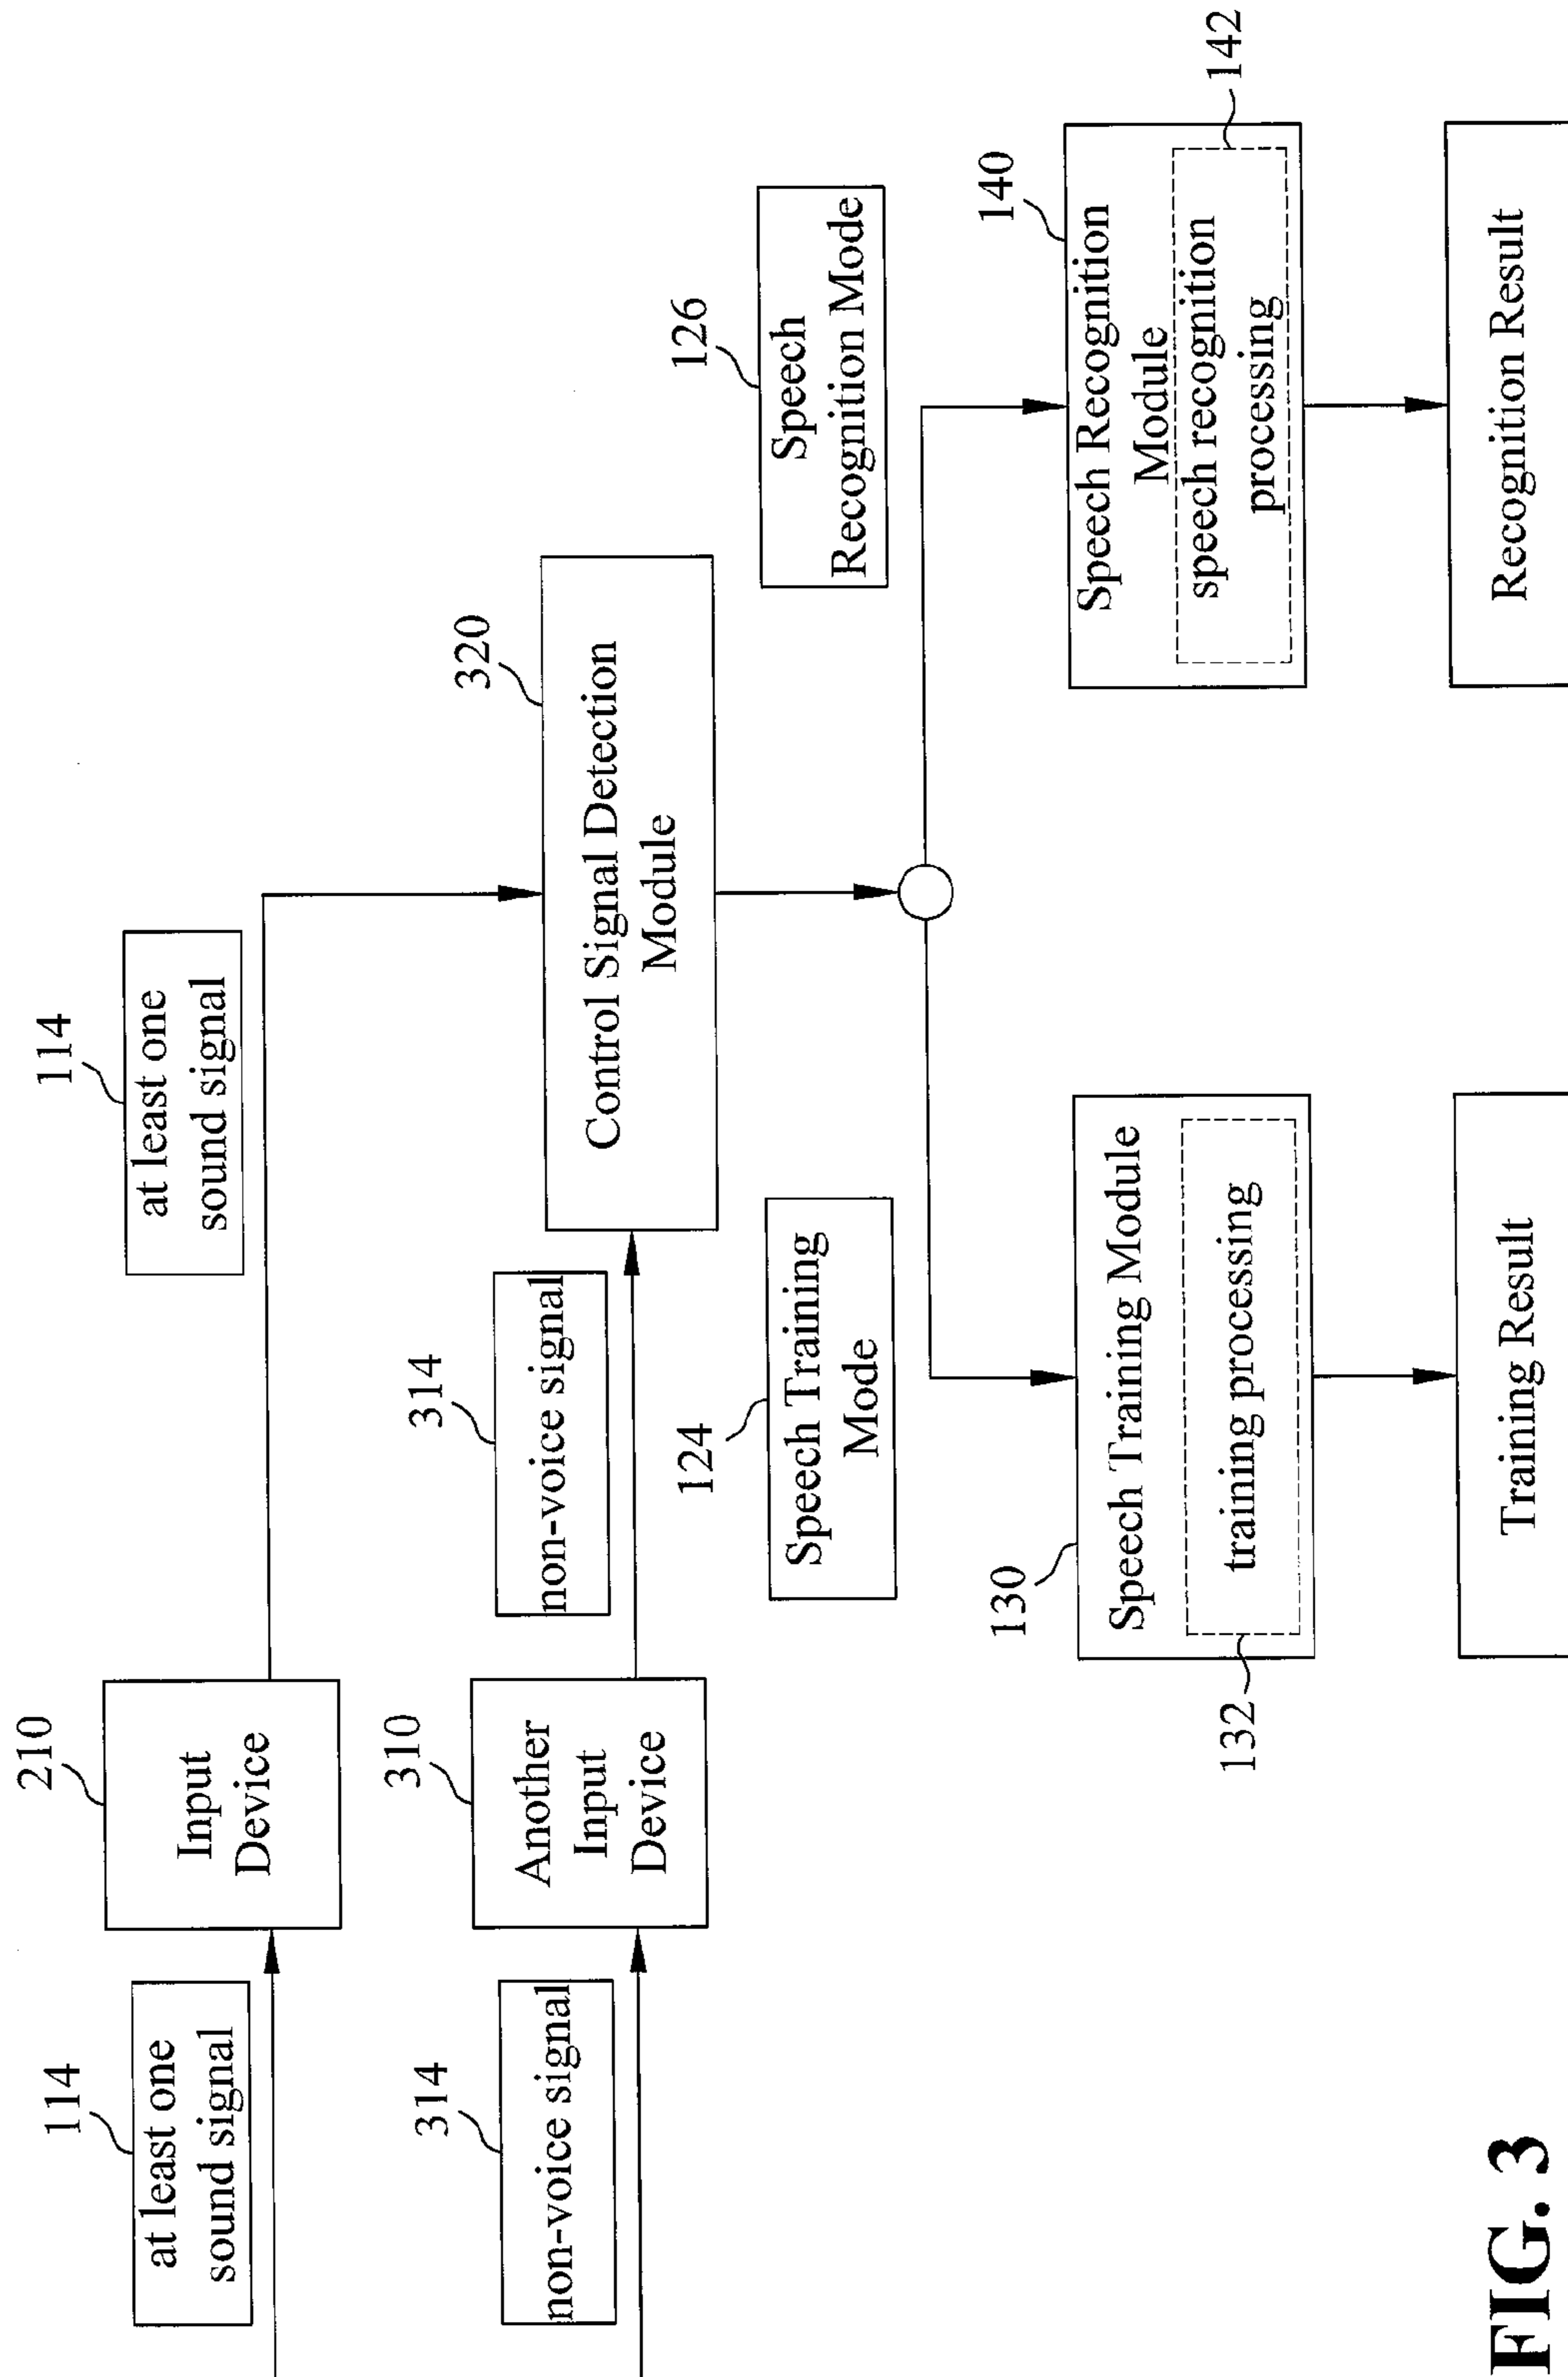 114
at least one
sound signal
210
Input
Device
114
at least one
sound signal
314
non-voice signal
310
Another
Input
Device
314
non-voice signal
320
Control Signal Detection
Module
124
Speech Training
Mode
126
Speech
Recognition Mode
130
Speech Training Module
training processing
132
140
Speech Recognition
Module
speech recognition
processing
142
Training Result
Recognition Result
FIG. 3